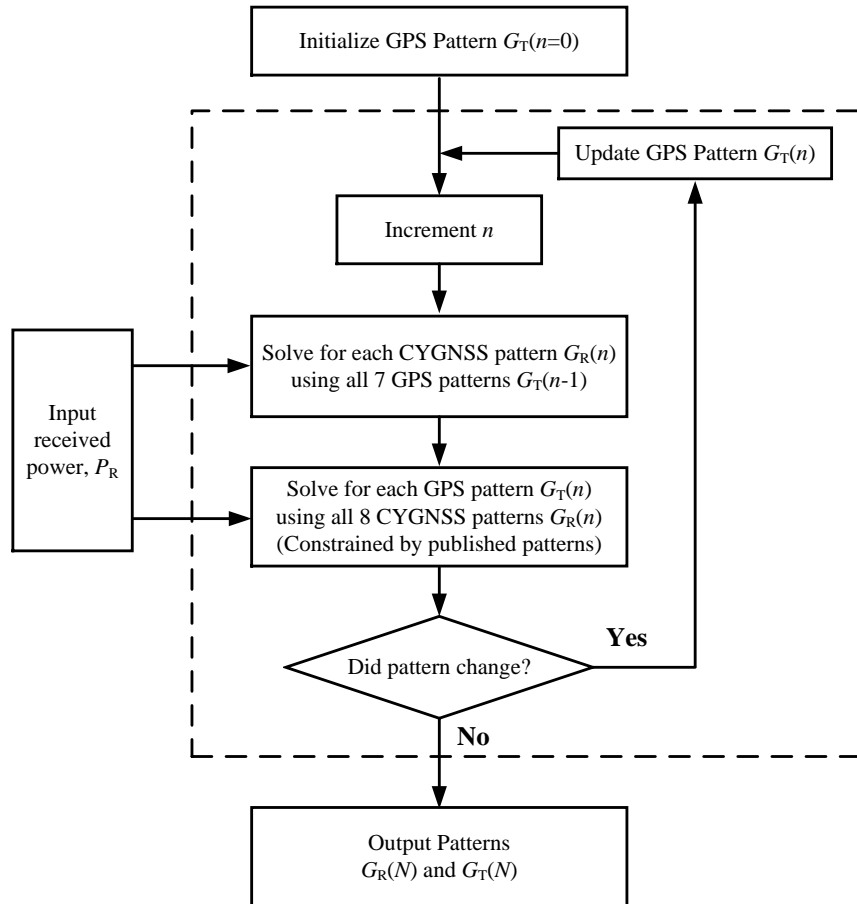 Initialize GPS Pattern G_T(n=0)
Update GPS Pattern G_T(n)
Increment n
Solve for each CYGNSS pattern G_R(n)
using all 7 GPS patterns G_T(n-1)
Input
received
power, P_R
Solve for each GPS pattern G_T(n)
using all 8 CYGNSS patterns G_R(n)
(Constrained by published patterns)
Yes
Did pattern change?
No
Output Patterns
G_R(N) and G_T(N)